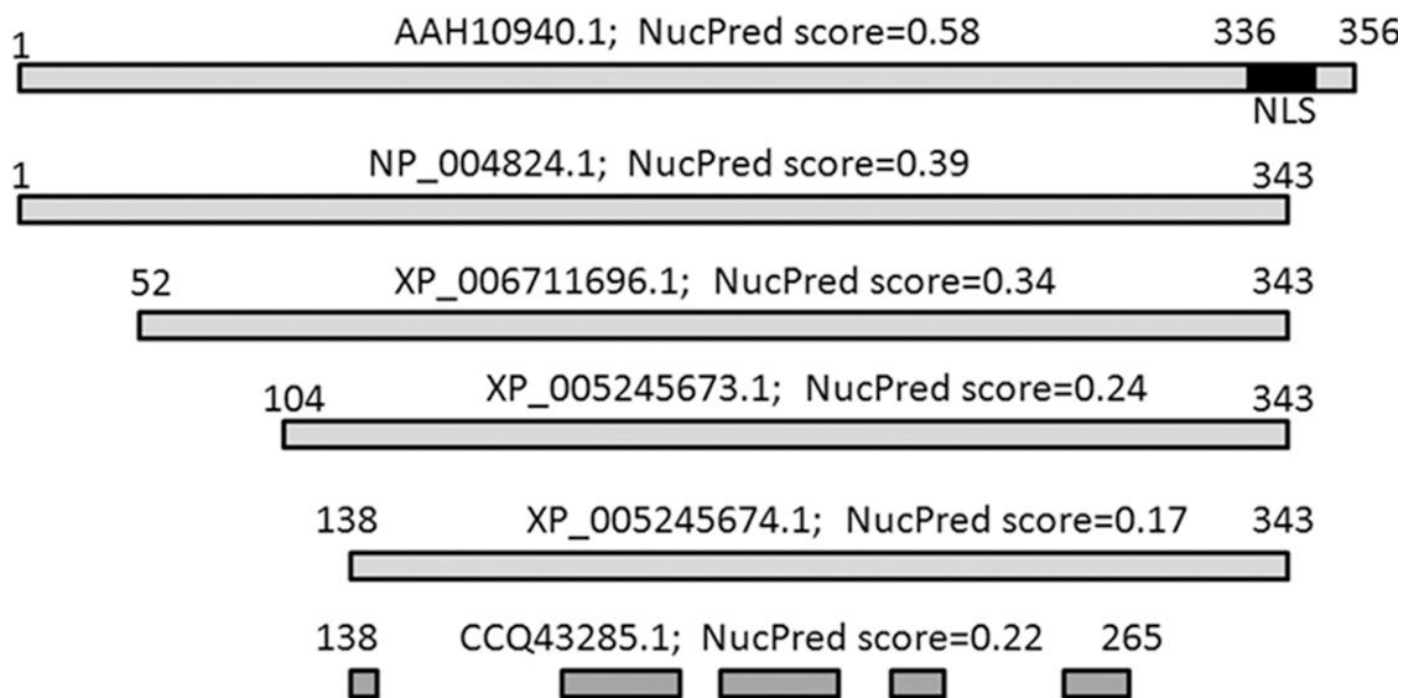 1 AAH10940.1; NucPred score=0.58 336 356
NLS
1 NP_004824.1; NucPred score=0.39 343
52 XP_006711696.1; NucPred score=0.34 343
104 XP_005245673.1; NucPred score=0.24 343
138 XP_005245674.1; NucPred score=0.17 343
138 CCQ43285.1; NucPred score=0.22 265